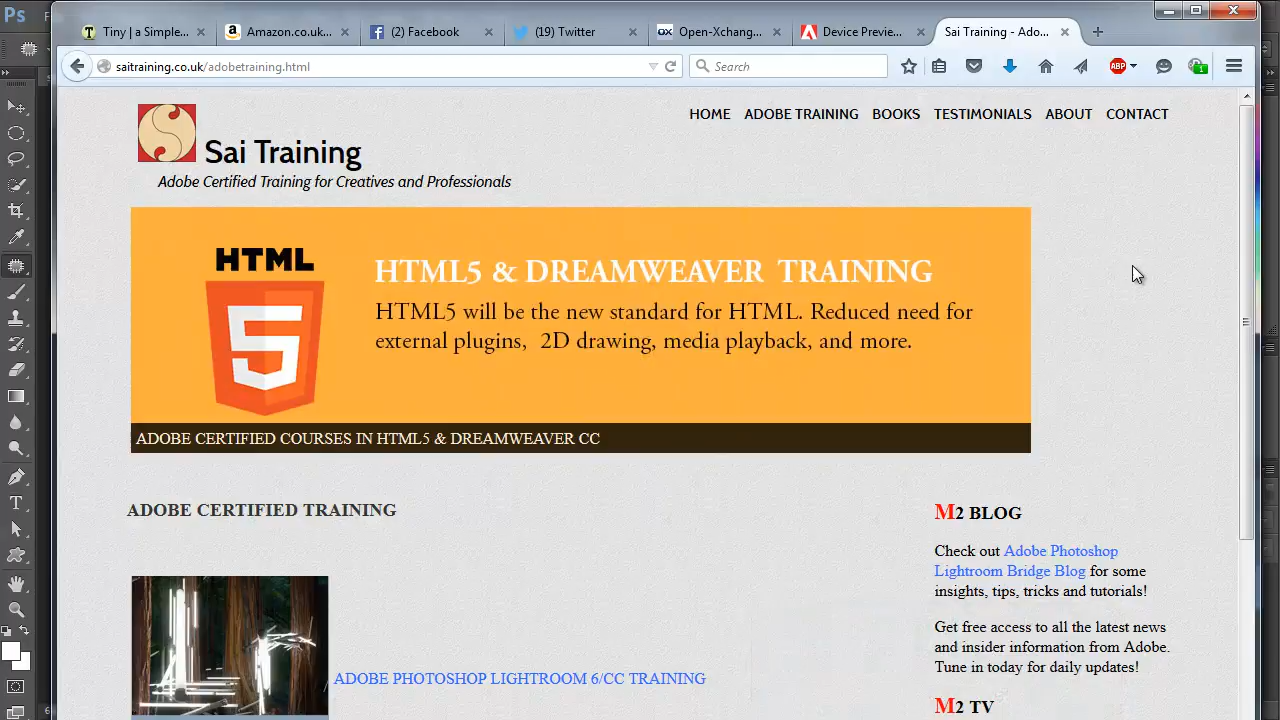 Ps
Tiny | a Simple...
Amazon.co.uk...
(2) Facebook
(19) Twitter
Open-Xchang...
Device Previe...
Sai Training - Ado...
saitraining.co.uk/adobetraining.html
Search
ABP
1
HOME ADOBE TRAINING BOOKS TESTIMONIALS ABOUT CONTACT
Sai Training
Adobe Certified Training for Creatives and Professionals
HTML
5
HTML5 & DREAMWEAVER TRAINING
HTML5 will be the new standard for HTML. Reduced need for
external plugins, 2D drawing, media playback, and more.
ADOBE CERTIFIED COURSES IN HTML5 & DREAMWEAVER CC
ADOBE CERTIFIED TRAINING
ADOBE PHOTOSHOP LIGHTROOM 6/CC TRAINING
M2 BLOG
Check out Adobe Photoshop
Lightroom Bridge Blog for some
insights, tips, tricks and tutorials!
Get free access to all the latest news
and insider information from Adobe.
Tune in today for daily updates!
M2 TV